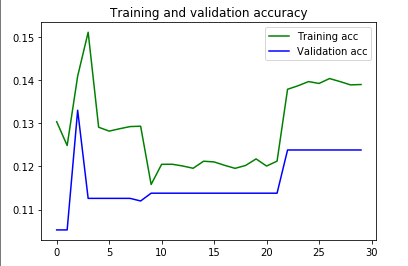 Training and validation accuracy
Training acc
Validation acc
0.15
0.14
0.13
0.12
0.11
0 5 10 15 20 25 30